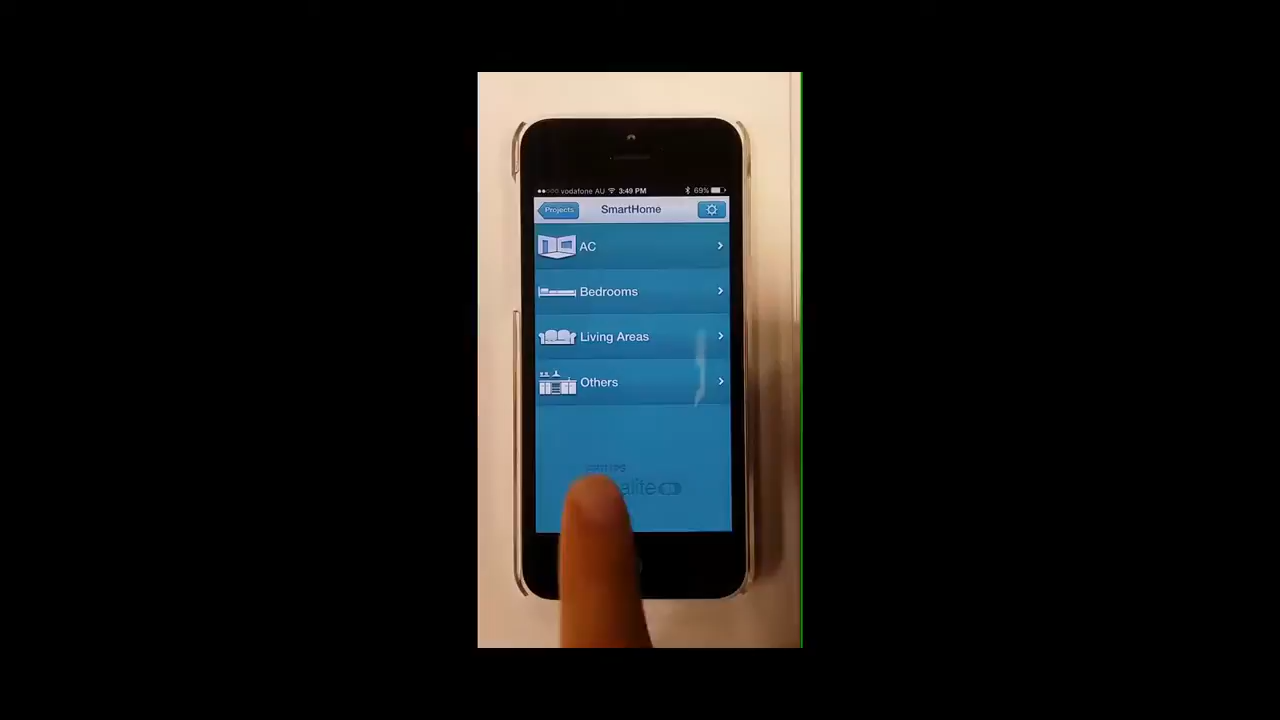 vodafone AU 3:49 PM 69%
Projects SmartHome
AC
Bedrooms
Living Areas
Others